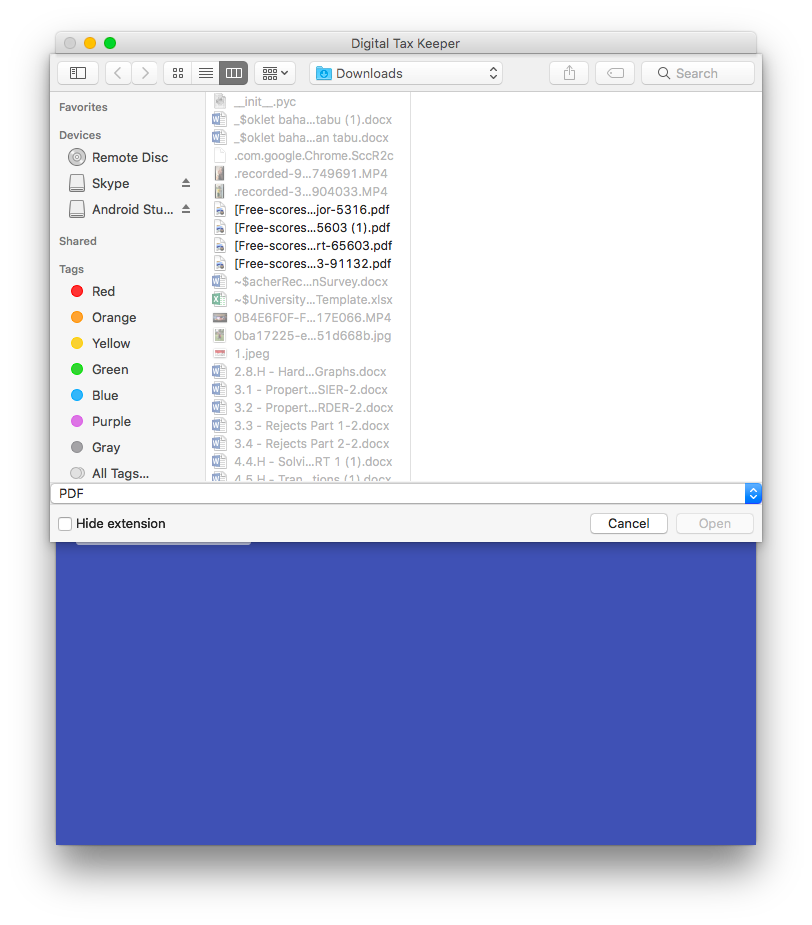 Digital Tax Keeper
Downloads
Search
Favorites
Devices
Remote Disc
Skype
Android Stu...
Shared
Tags
Red
Orange
Yellow
Green
Blue
Purple
Gray
All Tags...
__init__.pyc
_$oklet baha...tabu (1).docx
_$oklet baha...an tabu.docx
.com.google.Chrome.SccR2c
.recorded-9...749691.MP4
.recorded-3...904033.MP4
[Free-scores...jor-5316.pdf
[Free-scores...5603 (1).pdf
[Free-scores...rt-65603.pdf
[Free-scores...3-91132.pdf
~$acherRec...nSurvey.docx
~$University...Template.xlsx
0B4E6F0F-F...17E066.MP4
0ba17225-e...51d668b.jpg
1.jpeg
2.8.H - Hard...Graphs.docx
3.1 - Propert...SIER-2.docx
3.2 - Propert...RDER-2.docx
3.3 - Rejects Part 1-2.docx
3.4 - Rejects Part 2-2.docx
4.4.H - Solvi...RT 1 (1).docx
4.5.H - Tran...tions (1).docx
PDF
Hide extension
Cancel
Open